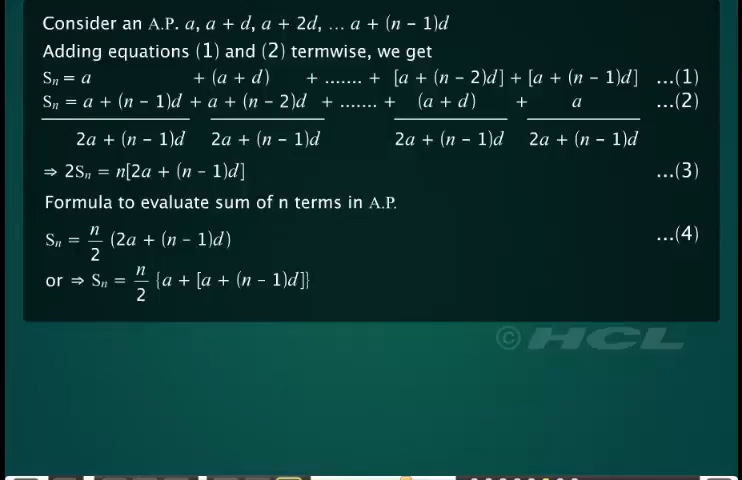 Consider an A.P. a, a + d, a + 2d, ... a + (n − 1)d
Adding equations (1) and (2) termwise, we get
Sn = a + (a + d) + ....... + [a + (n − 2)d] + [a + (n − 1)d] ...(1)
Sn = a + (n − 1)d + a + (n − 2)d + ....... + (a + d) + a ...(2)
2a + (n − 1)d 2a + (n − 1)d 2a + (n − 1)d 2a + (n − 1)d
⇒ 2Sn = n[2a + (n − 1)d] ...(3)
Formula to evaluate sum of n terms in A.P.
Sn = n/2 (2a + (n − 1)d) ...(4)
or ⇒ Sn = n/2 {a + [a + (n − 1)d]}
© HCL